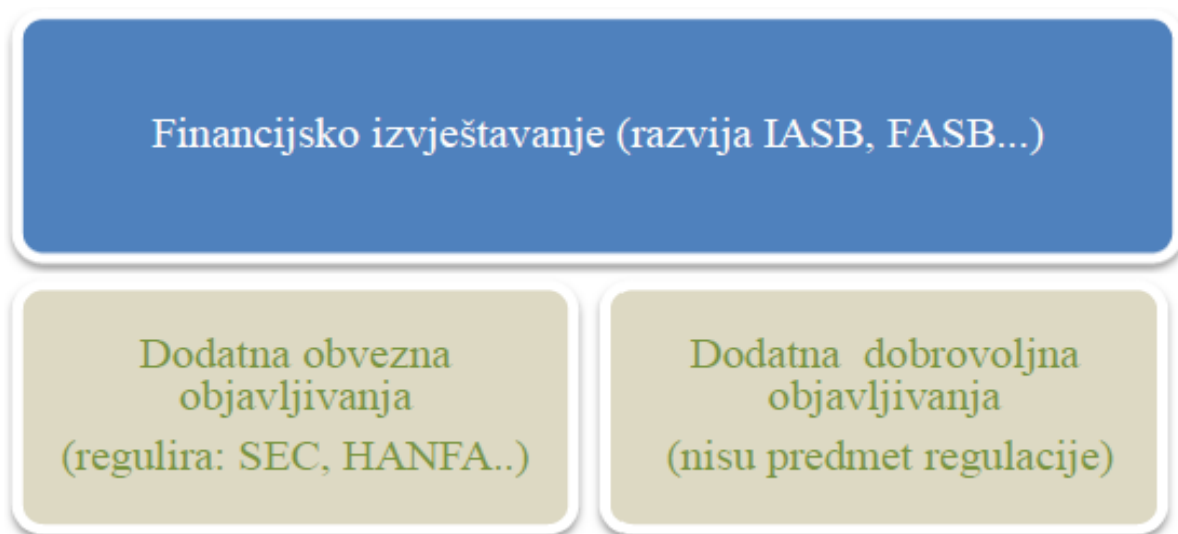 Financijsko izvještavanje (razvija IASB, FASB...)
Dodatna obvezna
objavljivanja
(regulira: SEC, HANFA..)
Dodatna dobrovoljna
objavljivanja
(nisu predmet regulacije)